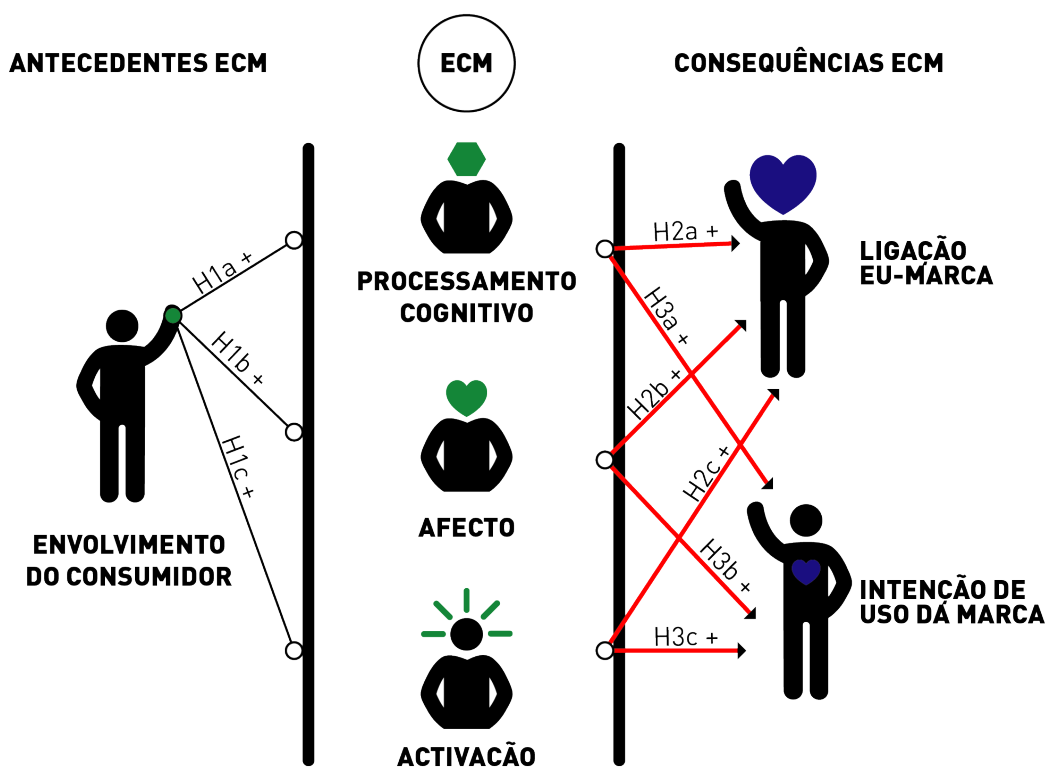 ANTECEDENTES ECM
ECM
CONSEQUÊNCIAS ECM
H1a +
H1b +
H1c +
ENVOLVIMENTO
DO CONSUMIDOR
PROCESSAMENTO
COGNITIVO
AFECTO
ACTIVAÇÃO
H2a +
H3a +
H2b +
H2c +
H3b +
H3c +
LIGAÇÃO
EU-MARCA
INTENÇÃO DE
USO DA MARCA